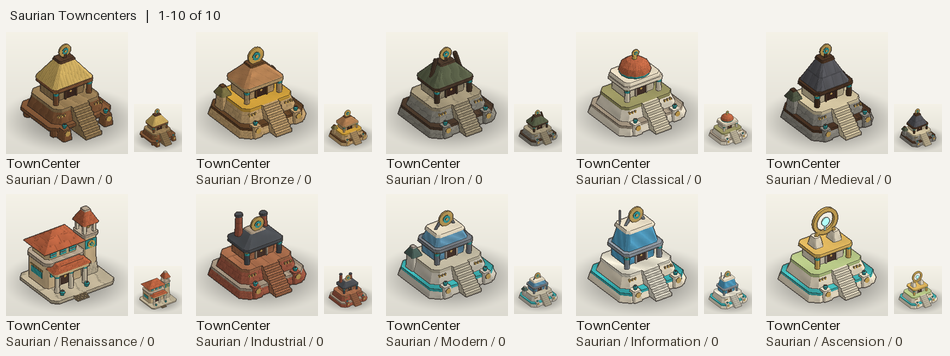 Saurian Towncenters | 1-10 of 10
TownCenter
Saurian / Dawn / 0
TownCenter
Saurian / Bronze / 0
TownCenter
Saurian / Iron / 0
TownCenter
Saurian / Classical / 0
TownCenter
Saurian / Medieval / 0
TownCenter
Saurian / Renaissance / 0
TownCenter
Saurian / Industrial / 0
TownCenter
Saurian / Modern / 0
TownCenter
Saurian / Information / 0
TownCenter
Saurian / Ascension / 0